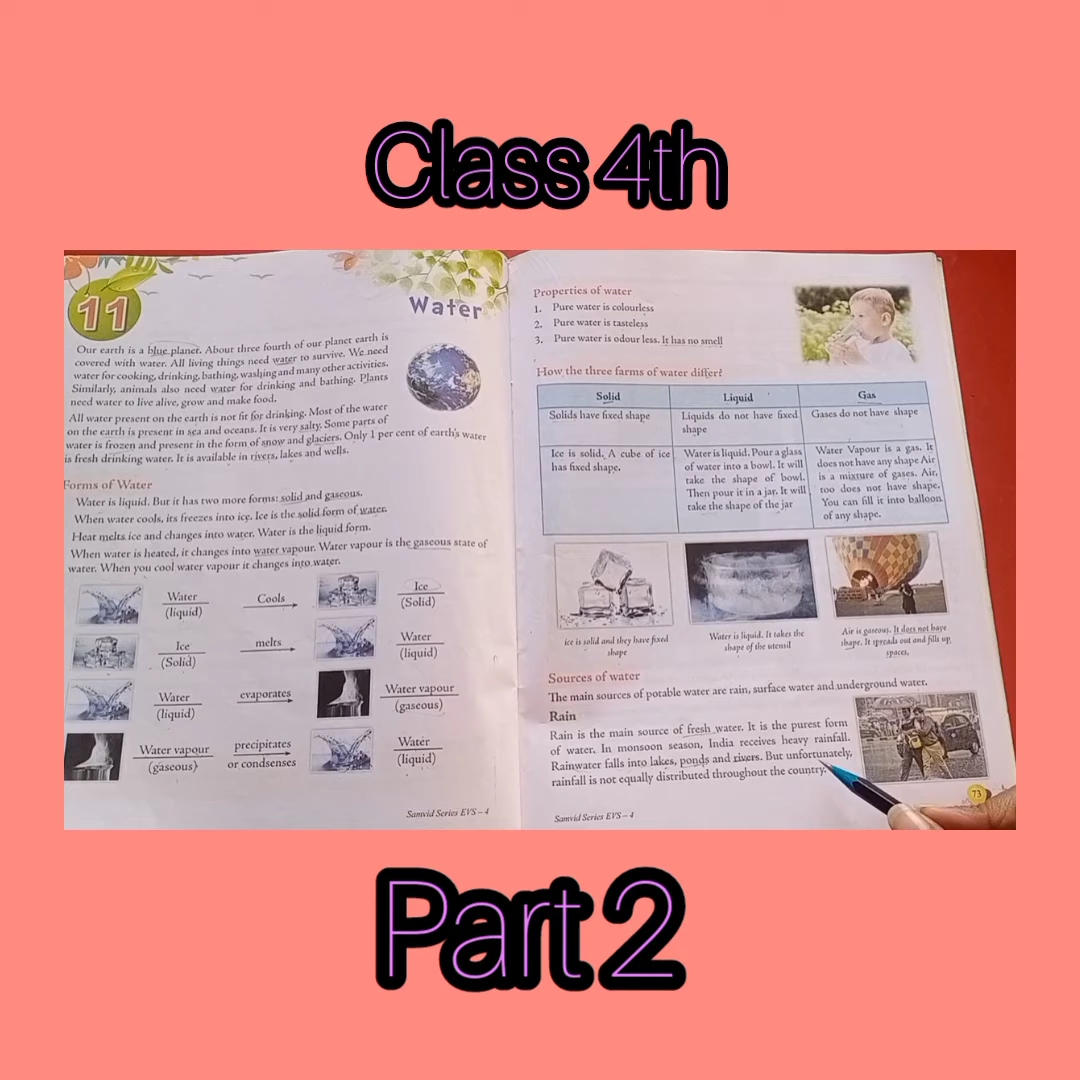 Class 4th
11
Water
Our earth is a blue planet. About three fourth of our planet earth is
covered with water. All living things need water to survive. We need
water for cooking, drinking, bathing, washing and many other activities.
Similarly, animals also need water for drinking and bathing. Plants
need water to live alive, grow and make food.
All water present on the earth is not fit for drinking. Most of the water
on the earth is present in sea and oceans. It is very salty. Some parts of
water is frozen and present in the form of snow and glaciers. Only 1 per cent of earth's water
is fresh drinking water. It is available in rivers, lakes and wells.
Forms of Water
Water is liquid. But it has two more forms: solid and gaseous.
When water cools, its freezes into ice. Ice is the solid form of water.
Heat melts ice and changes into water. Water is the liquid form.
When water is heated, it changes into water vapour. Water vapour is the gaseous state of
water. When you cool water vapour it changes into water.
Water Cools Ice
(liquid) (Solid)
Ice melts Water
(Solid) (liquid)
Water evaporates Water vapour
(liquid) (gaseous)
Water vapour precipitates Water
(gaseous) or condsenses (liquid)
Samvid Series EVS – 4
Properties of water
1. Pure water is colourless
2. Pure water is tasteless
3. Pure water is odour less. It has no smell
How the three farms of water differ?
Solid Liquid Gas
Solids have fixed shape
Liquids do not have fixed
shape
Gases do not have shape
Ice is solid. A cube of ice
has fixed shape.
Water is liquid. Pour a glass
of water into a bowl. It will
take the shape of bowl.
Then pour it in a jar. It will
take the shape of the jar
Water Vapour is a gas. It
does not have any shape Air
is a mixture of gases. Air,
too does not have shape.
You can fill it into balloon
of any shape.
ice is solid and they have fixed
shape
Water is liquid. It takes the
shape of the utensil
Air is gaseous. It does not have
shape. It spreads out and fills up
spaces.
Sources of water
The main sources of potable water are rain, surface water and underground water.
Rain
Rain is the main source of fresh water. It is the purest form
of water. In monsoon season, India receives heavy rainfall.
Rainwater falls into lakes, ponds and rivers. But unfortunately,
rainfall is not equally distributed throughout the country.
Samvid Series EVS – 4
73
Part 2